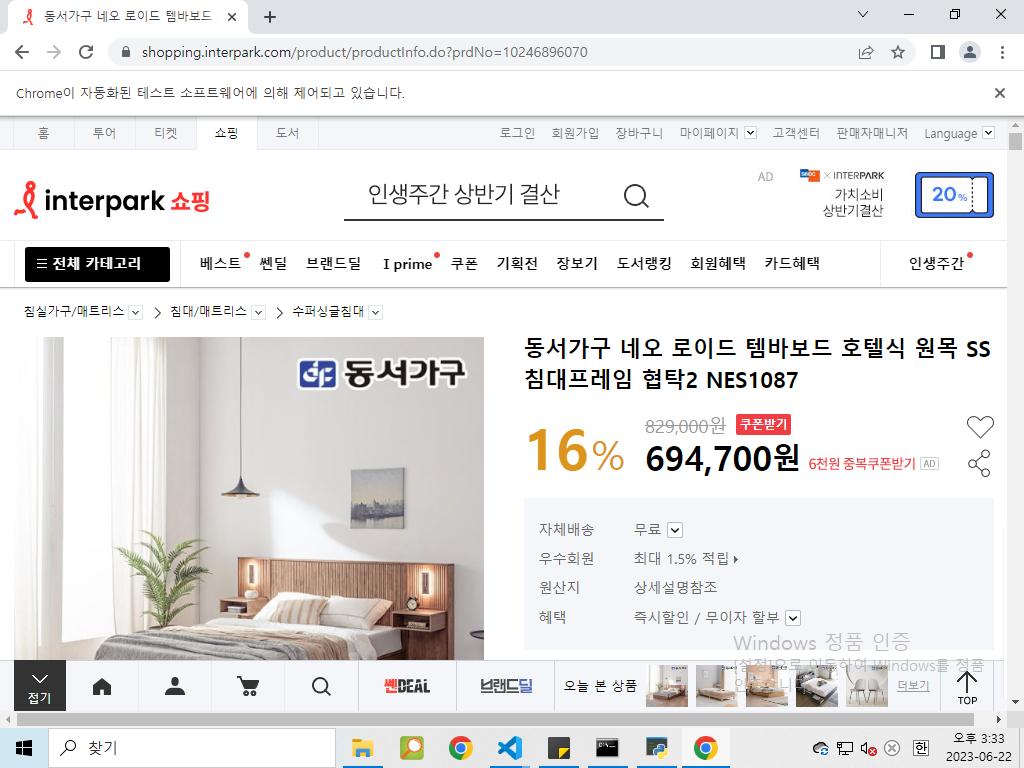 동서가구 네오 로이드 템바보드
shopping.interpark.com/product/productInfo.do?prdNo=10246896070
Chrome이 자동화된 테스트 소프트웨어에 의해 제어되고 있습니다.
홈 투어 티켓 쇼핑 도서 로그인 회원가입 장바구니 마이페이지 고객센터 판매자매니저 Language
interpark 쇼핑
인생주간 상반기 결산
AD
× INTERPARK
가치소비
상반기결산
20%
전체 카테고리 베스트 쎈딜 브랜드딜 I prime 쿠폰 기획전 장보기 도서랭킹 회원혜택 카드혜택 인생주간
침실가구/매트리스 침대/매트리스 수퍼싱글침대
동서가구
동서가구 네오 로이드 템바보드 호텔식 원목 SS
침대프레임 협탁2 NES1087
829,000원 쿠폰받기
16% 694,700원 6천원 중복쿠폰받기 AD
자체배송 무료
우수회원 최대 1.5% 적립
원산지 상세설명참조
혜택 즉시할인 / 무이자 할부
Windows 정품 인증
[설정]으로 이동하여 Windows를 정품
접기
쎈DEAL
브랜드딜
오늘 본 상품
더보기
TOP
찾기
한
오후 3:33
2023-06-22